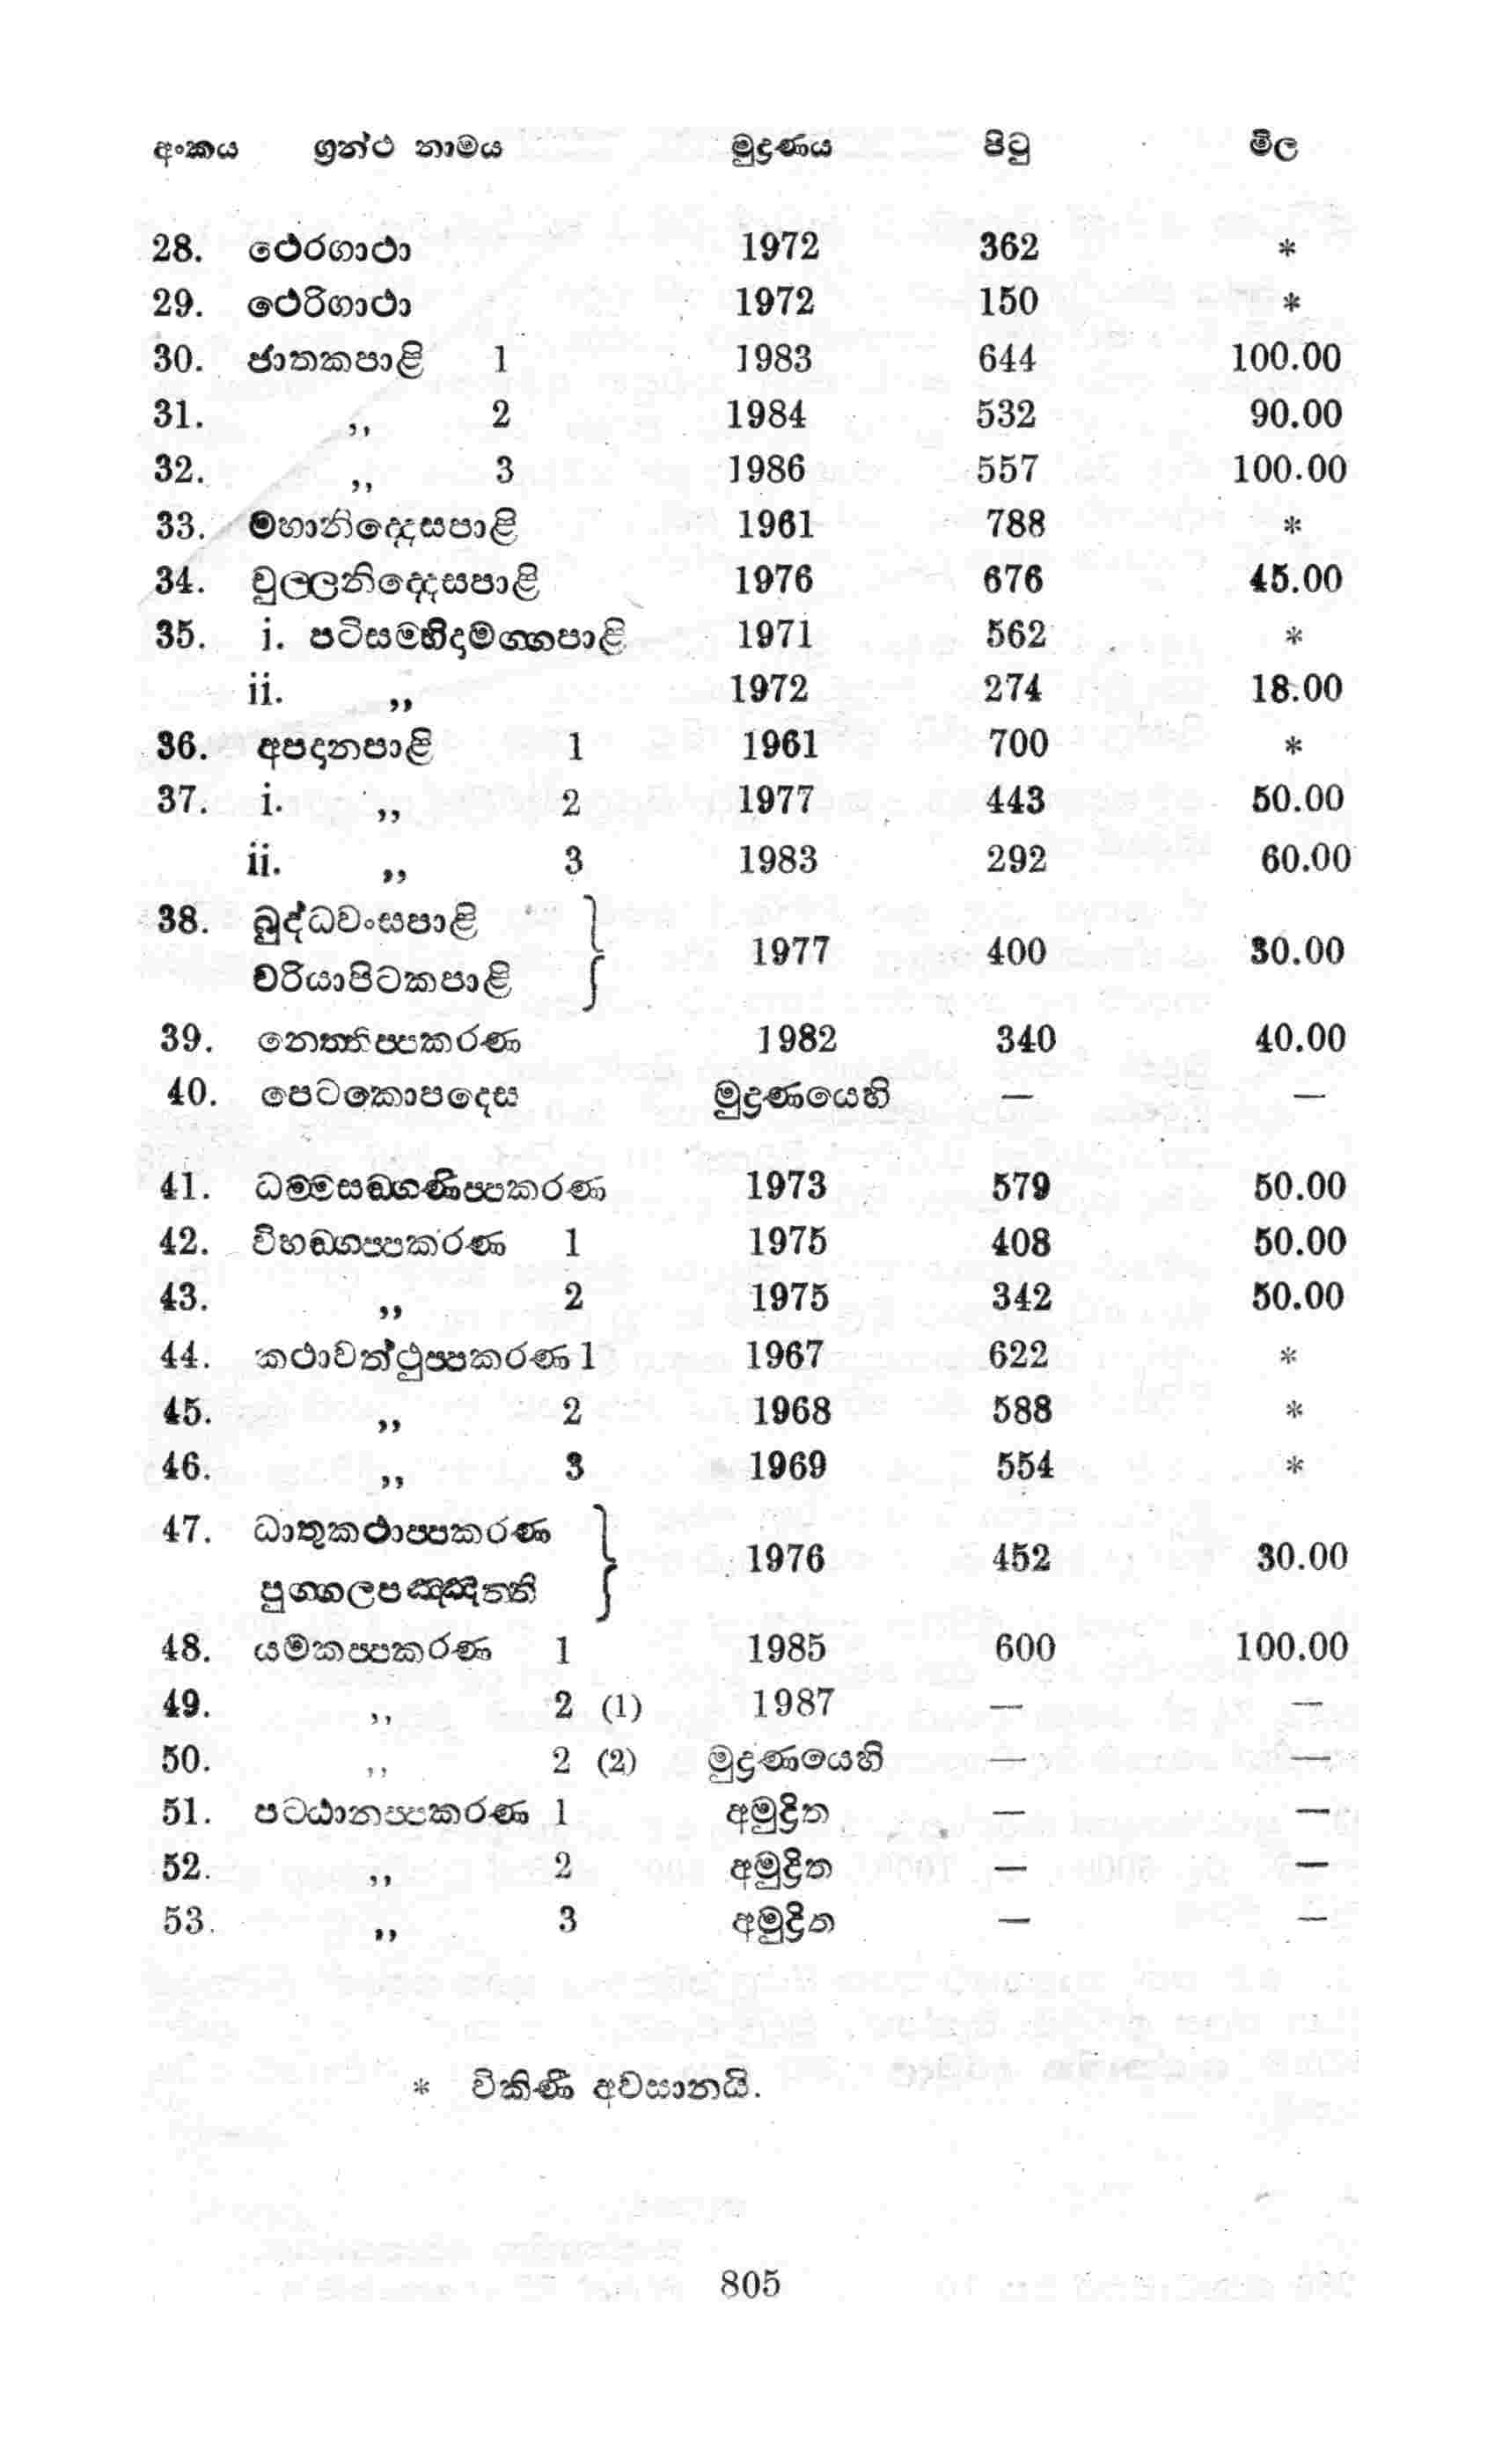 අංකය ග්‍රන්ථ නාමය මුද්‍රණය පිටු මිල
28. ථෙරගාථා 1972 362 *
29. ථෙරිගාථා 1972 150 *
30. ජාතකපාළි 1 1983 644 100.00
31. ,, 2 1984 532 90.00
32. ,, 3 1986 557 100.00
33. මහානිද්‍දෙසපාළි 1961 788 *
34. චුල්‍ලනිද්‍දෙසපාළි 1976 676 45.00
35. i. පටිසම්‍භිදාමග්‍ගපාළි 1971 562 *
ii. ,, 1972 274 18.00
36. අපදානපාළි 1 1961 700 *
37. i. ,, 2 1977 443 50.00
ii. ,, 3 1983 292 60.00
38. බුද්ධවංසපාළි
චරියාපිටකපාළි } 1977 400 30.00
39. නෙත්‍තිප්‍පකරණ 1982 340 40.00
40. පෙටකොපදෙස මුද්‍රණයෙහි — —
41. ධම්‍මසඞ්‍ගණිප්‍පකරණ 1973 579 50.00
42. විභඞ්‍ගප්‍පකරණ 1 1975 408 50.00
43. ,, 2 1975 342 50.00
44. කථාවත්ථුප්‍පකරණ 1 1967 622 *
45. ,, 2 1968 588 *
46. ,, 3 1969 554 *
47. ධාතුකථාප්‍පකරණ
පුග්‍ගලපඤ්‍ඤත්‍ති } 1976 452 30.00
48. යමකප්‍පකරණ 1 1985 600 100.00
49. ,, 2 (1) 1987 — —
50. ,, 2 (2) මුද්‍රණයෙහි — —
51. පට්‍ඨානප්‍පකරණ 1 අමුද්‍රිත — —
52. ,, 2 අමුද්‍රිත — —
53. ,, 3 අමුද්‍රිත — —
* විකිණී අවසානයි.
805